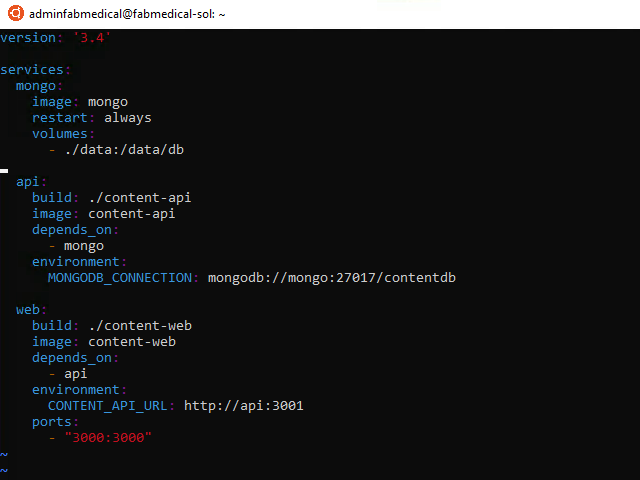 adminfabmedical@fabmedical-sol: ~
version: '3.4'
services:
  mongo:
    image: mongo
    restart: always
    volumes:
      - ./data:/data/db
  api:
    build: ./content-api
    image: content-api
    depends_on:
      - mongo
    environment:
      MONGODB_CONNECTION: mongodb://mongo:27017/contentdb
  web:
    build: ./content-web
    image: content-web
    depends_on:
      - api
    environment:
      CONTENT_API_URL: http://api:3001
    ports:
      - "3000:3000"
~
~